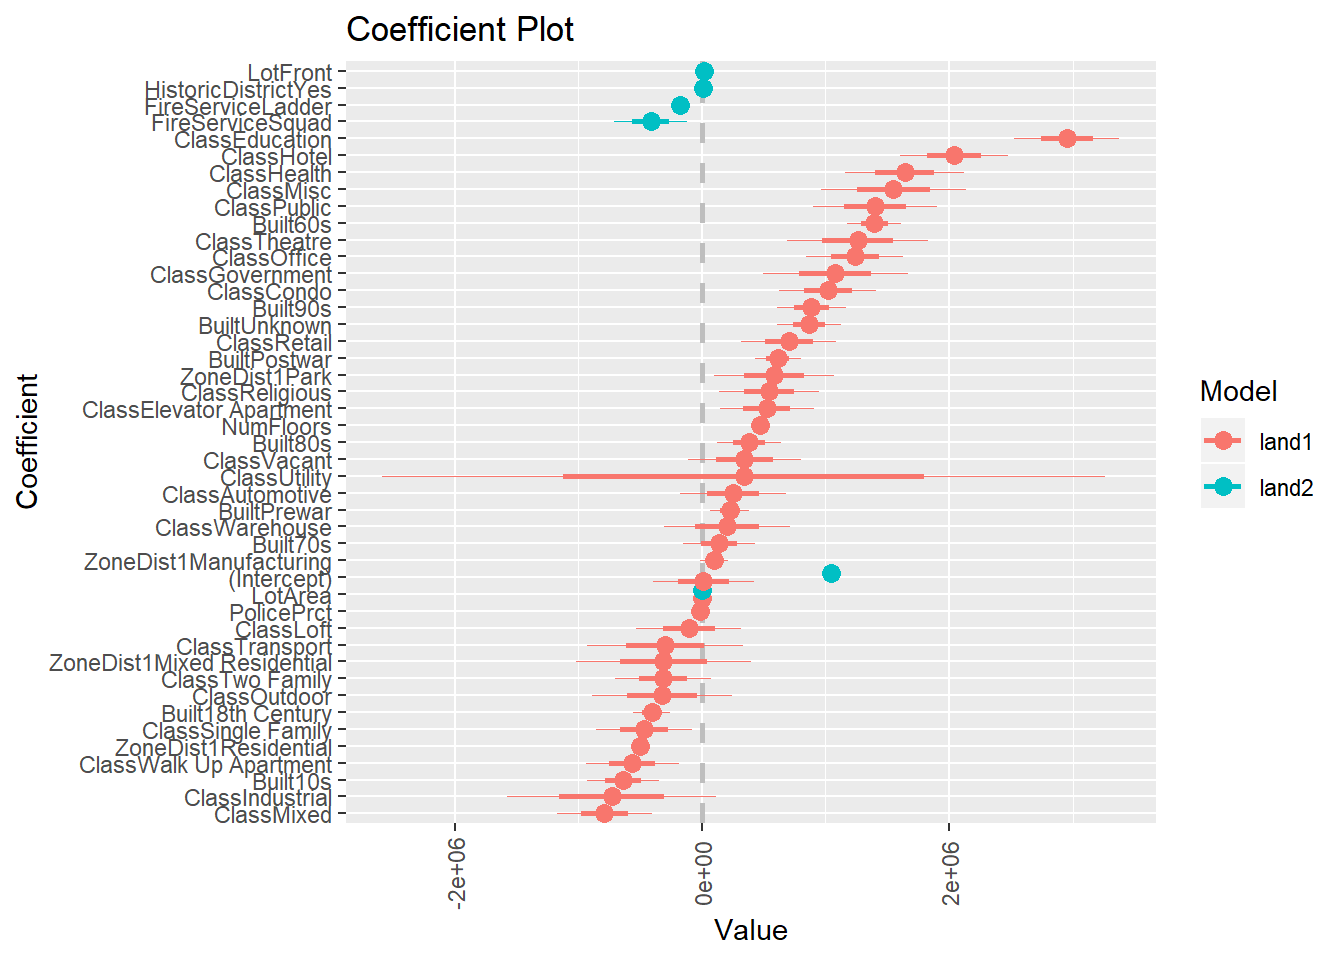 Coefficient Plot
LotFront
HistoricDistrictYes
FireServiceLadder
FireServiceSquad
ClassEducation
ClassHotel
ClassHealth
ClassMisc
ClassPublic
Built60s
ClassTheatre
ClassOffice
ClassGovernment
ClassCondo
Built90s
BuiltUnknown
ClassRetail
BuiltPostwar
ZoneDist1Park
ClassReligious
ClassElevator Apartment
NumFloors
Built80s
ClassVacant
ClassUtility
ClassAutomotive
BuiltPrewar
ClassWarehouse
Built70s
ZoneDist1Manufacturing
(Intercept)
LotArea
PolicePrct
ClassLoft
ClassTransport
ZoneDist1Mixed Residential
ClassTwo Family
ClassOutdoor
Built18th Century
ClassSingle Family
ZoneDist1Residential
ClassWalk Up Apartment
Built10s
ClassIndustrial
ClassMixed
Coefficient
-2e+06
0e+00
2e+06
Value
Model
land1
land2